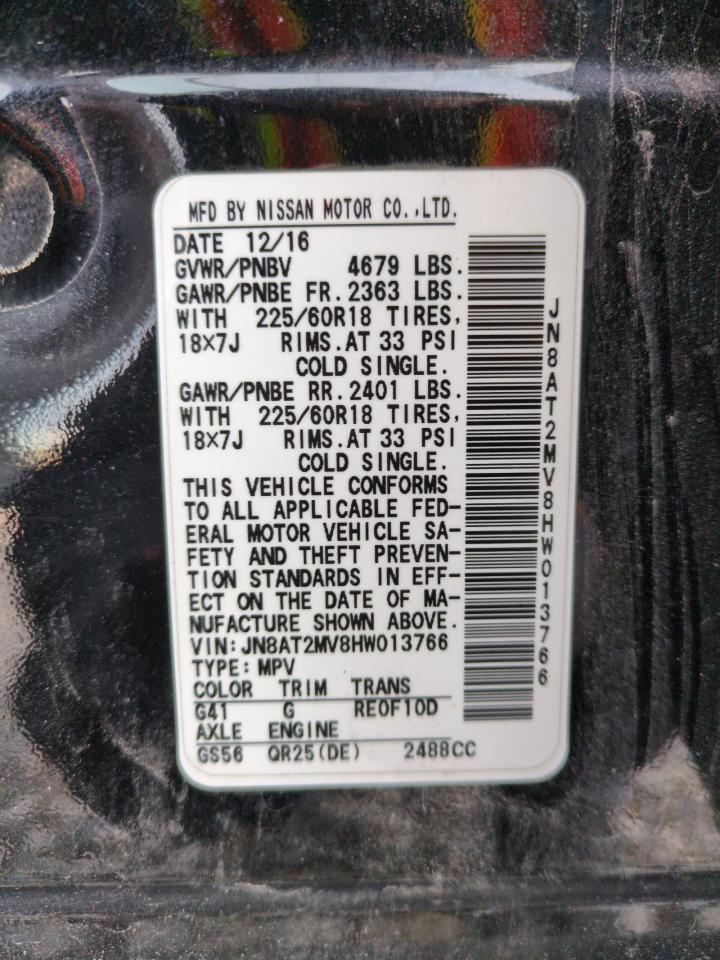 MFD BY NISSAN MOTOR CO.,LTD.
DATE 12/16
GVWR/PNBV 4679 LBS.
GAWR/PNBE FR. 2363 LBS.
WITH 225/60R18 TIRES,
18X7J RIMS.AT 33 PSI
COLD SINGLE.
GAWR/PNBE RR. 2401 LBS.
WITH 225/60R18 TIRES,
18X7J RIMS.AT 33 PSI
COLD SINGLE.
THIS VEHICLE CONFORMS
TO ALL APPLICABLE FED-
ERAL MOTOR VEHICLE SA-
FETY AND THEFT PREVEN-
TION STANDARDS IN EFF-
ECT ON THE DATE OF MA-
NUFACTURE SHOWN ABOVE.
VIN:JN8AT2MV8HW013766
TYPE:MPV
COLOR TRIM TRANS
G41 G RE0F10D
AXLE ENGINE
GS56 QR25(DE) 2488CC
JN8AT2MV8HW013766